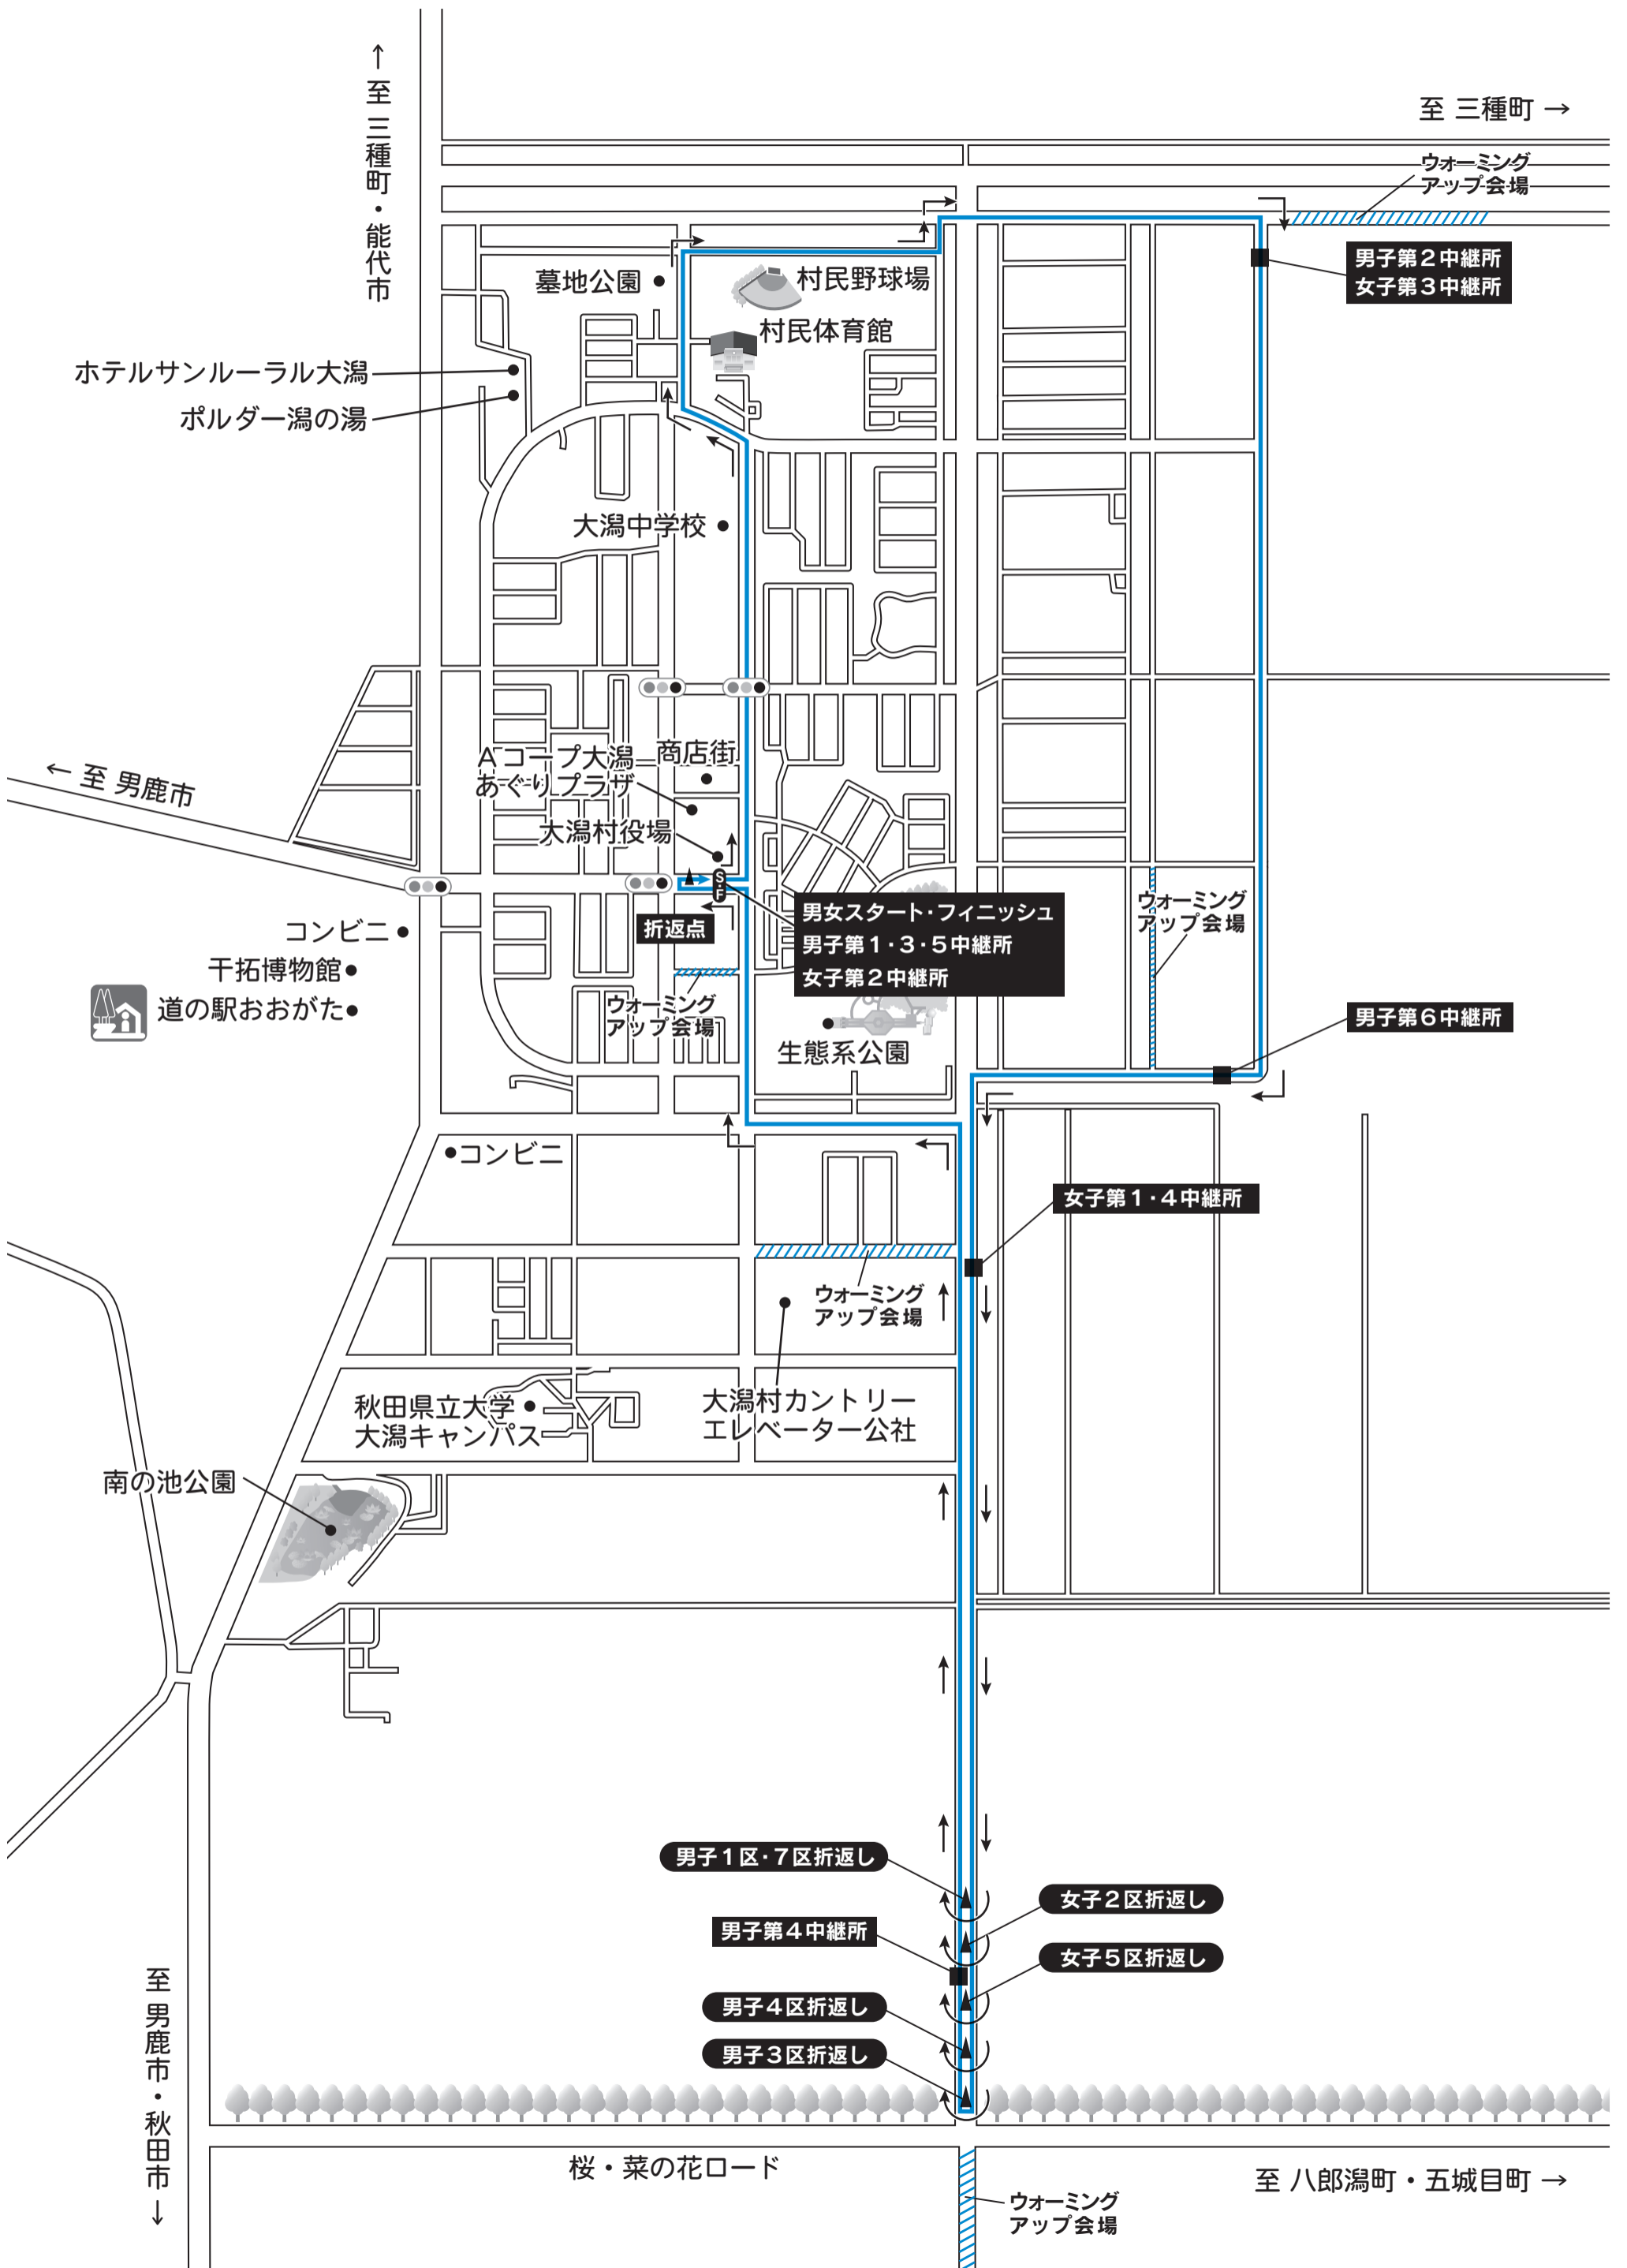 ↑ 至 三種町・能代市
至 三種町 →
ウォーミング
アップ会場
男子第2中継所
女子第3中継所
墓地公園
村民野球場
村民体育館
ホテルサンルーラル大潟
ポルダー潟の湯
大潟中学校
← 至 男鹿市
Aコープ大潟
あぐりプラザ
商店街
大潟村役場
S
F
折返点
男女スタート・フィニッシュ
男子第1・3・5中継所
女子第2中継所
ウォーミング
アップ会場
コンビニ
干拓博物館
道の駅おおがた
ウォーミング
アップ会場
生態系公園
男子第6中継所
コンビニ
女子第1・4中継所
ウォーミング
アップ会場
秋田県立大学
大潟キャンパス
大潟村カントリー
エレベーター公社
南の池公園
男子1区・7区折返し
女子2区折返し
男子第4中継所
女子5区折返し
男子4区折返し
男子3区折返し
至 男鹿市・秋田市 ↓
桜・菜の花ロード
至 八郎潟町・五城目町 →
ウォーミング
アップ会場